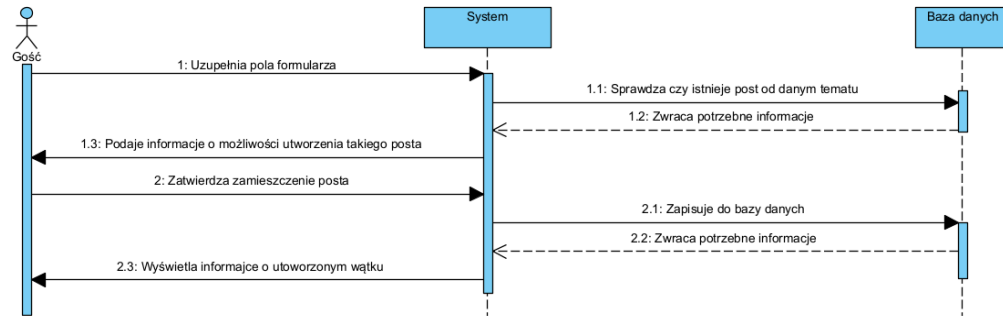 System
Baza danych
Gość
1: Uzupełnia pola formularza
1.1: Sprawdza czy istnieje post od danym tematu
1.2: Zwraca potrzebne informacje
1.3: Podaje informacje o możliwości utworzenia takiego posta
2: Zatwierdza zamieszczenie posta
2.1: Zapisuje do bazy danych
2.2: Zwraca potrzebne informacje
2.3: Wyświetla informajce o utoworzonym wątku